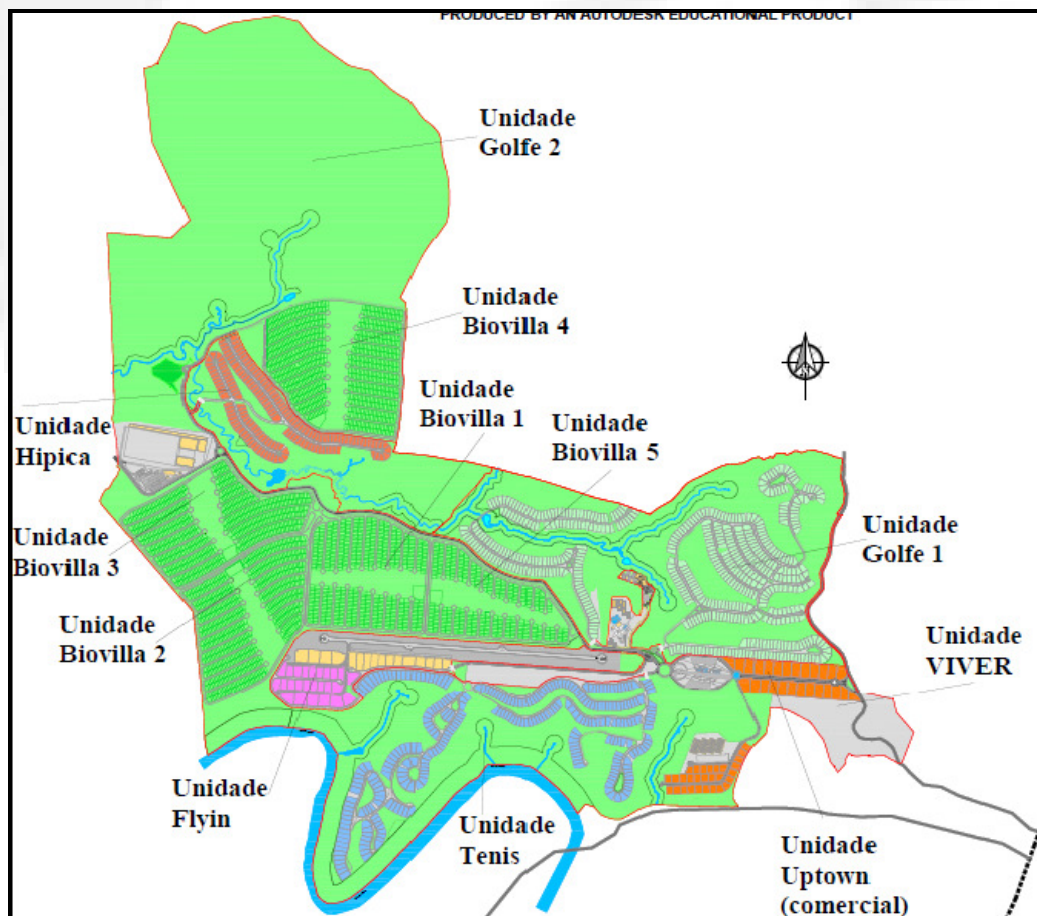 PRODUCED BY AN AUTODESK EDUCATIONAL PRODUCT
Unidade
Golfe 2
Unidade
Biovilla 4
Unidade
Biovilla 1
Unidade
Biovilla 5
Unidade
Hipica
Unidade
Golfe 1
Unidade
Biovilla 3
Unidade
Biovilla 2
Unidade
VIVER
Unidade
Flyin
Unidade
Tenis
Unidade
Uptown
(comercial)